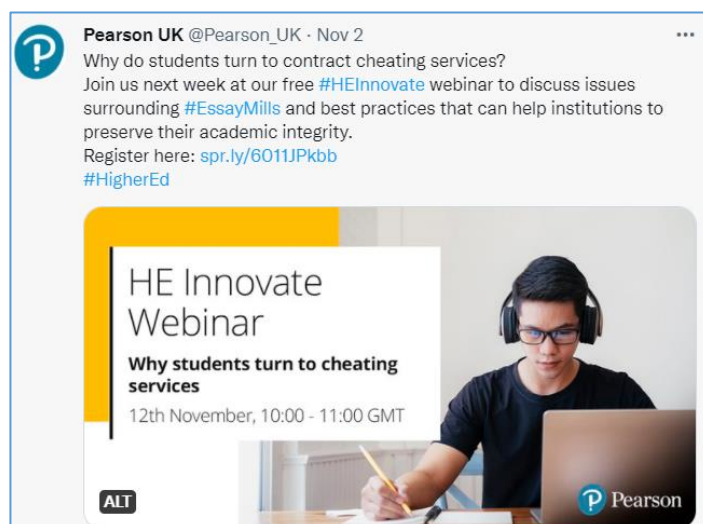 Pearson UK @Pearson_UK · Nov 2
Why do students turn to contract cheating services?
Join us next week at our free #HEInnovate webinar to discuss issues
surrounding #EssayMills and best practices that can help institutions to
preserve their academic integrity.
Register here: spr.ly/6011JPkbb
#HigherEd
HE Innovate
Webinar
Why students turn to cheating
services
12th November, 10:00 - 11:00 GMT
ALT
Pearson